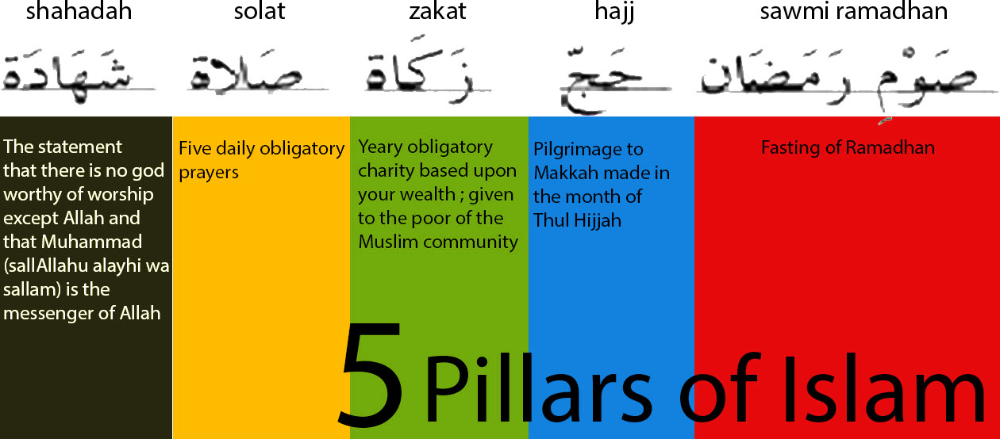 shahadah
solat
zakat
hajj
sawmi ramadhan
شَهَادَة
صَلاة
زَكَاة
حَجّ
صَوْم رَمَضَان
The statement
that there is no god
worthy of worship
except Allah and
that Muhammad
(sallAllahu alayhi wa
sallam) is the
messenger of Allah
Five daily obligatory
prayers
Yeary obligatory
charity based upon
your wealth ; given
to the poor of the
Muslim community
Pilgrimage to
Makkah made in
the month of
Thul Hijjah
Fasting of Ramadhan
5 Pillars of Islam